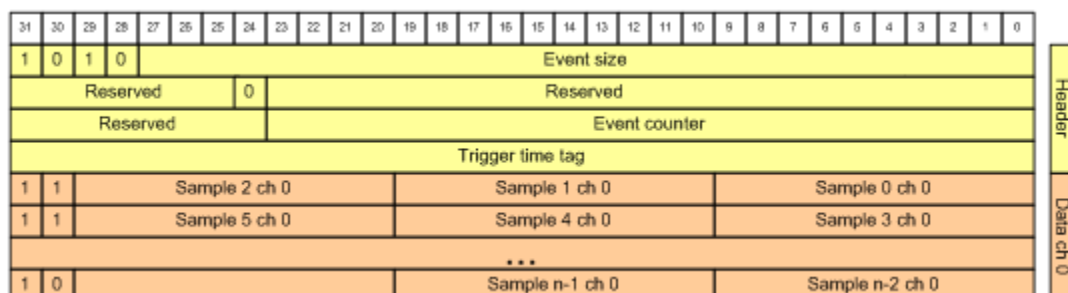 31 30 29 28 27 26 25 24 23 22 21 20 19 18 17 16 15 14 13 12 11 10 9 8 7 6 5 4 3 2 1 0
1 0 1 0 Event size
Reserved 0 Reserved
Reserved Event counter
Trigger time tag
1 1 Sample 2 ch 0 Sample 1 ch 0 Sample 0 ch 0
1 1 Sample 5 ch 0 Sample 4 ch 0 Sample 3 ch 0
...
1 0 Sample n-1 ch 0 Sample n-2 ch 0
Header
Data ch 0